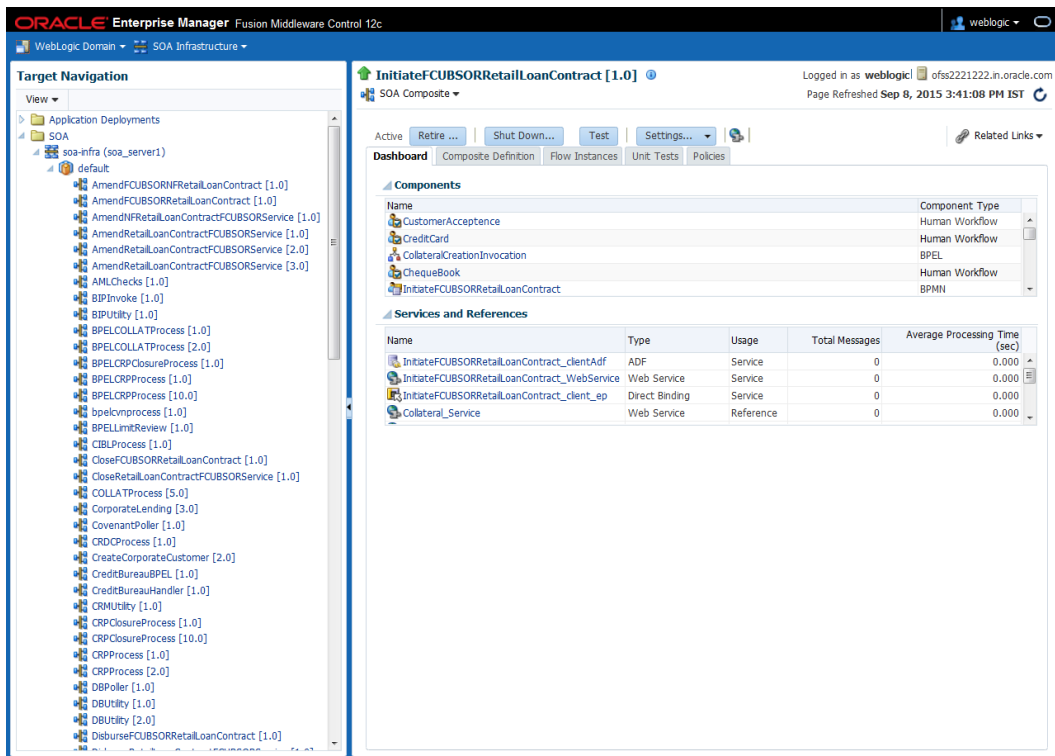 ORACLE Enterprise Manager Fusion Middleware Control 12c
weblogic
WebLogic Domain SOA Infrastructure
Target Navigation
View
Application Deployments
SOA
soa-infra (soa_server1)
default
AmendFCUBSORNFRetailLoanContract [1.0]
AmendFCUBSORRetailLoanContract [1.0]
AmendNFRetailLoanContractFCUBSORService [1.0]
AmendRetailLoanContractFCUBSORService [1.0]
AmendRetailLoanContractFCUBSORService [2.0]
AmendRetailLoanContractFCUBSORService [3.0]
AMLChecks [1.0]
BIPInvoke [1.0]
BIPUtility [1.0]
BPELCOLLATProcess [1.0]
BPELCOLLATProcess [2.0]
BPELCRPClosureProcess [1.0]
BPELCRPProcess [1.0]
BPELCRPProcess [10.0]
bpelcvnprocess [1.0]
BPELLimitReview [1.0]
CIBLProcess [1.0]
CloseFCUBSORRetailLoanContract [1.0]
CloseRetailLoanContractFCUBSORService [1.0]
COLLATProcess [5.0]
CorporateLending [3.0]
CovenantPoller [1.0]
CRDCProcess [1.0]
CreateCorporateCustomer [2.0]
CreditBureauBPEL [1.0]
CreditBureauHandler [1.0]
CRMUtility [1.0]
CRPClosureProcess [1.0]
CRPClosureProcess [10.0]
CRPProcess [1.0]
CRPProcess [2.0]
DBPoller [1.0]
DBUtility [1.0]
DBUtility [2.0]
DisburseFCUBSORRetailLoanContract [1.0]
InitiateFCUBSORRetailLoanContract [1.0]
Logged in as weblogic ofss2221222.in.oracle.com
SOA Composite
Page Refreshed Sep 8, 2015 3:41:08 PM IST
Active Retire ... Shut Down... Test Settings... Related Links
Dashboard Composite Definition Flow Instances Unit Tests Policies
Components
Name Component Type
CustomerAcceptence Human Workflow
CreditCard Human Workflow
CollateralCreationInvocation BPEL
ChequeBook Human Workflow
InitiateFCUBSORRetailLoanContract BPMN
Services and References
Name Type Usage Total Messages Average Processing Time (sec)
InitiateFCUBSORRetailLoanContract_clientAdf ADF Service 0 0.000
InitiateFCUBSORRetailLoanContract_WebService Web Service Service 0 0.000
InitiateFCUBSORRetailLoanContract_client_ep Direct Binding Service 0 0.000
Collateral_Service Web Service Reference 0 0.000